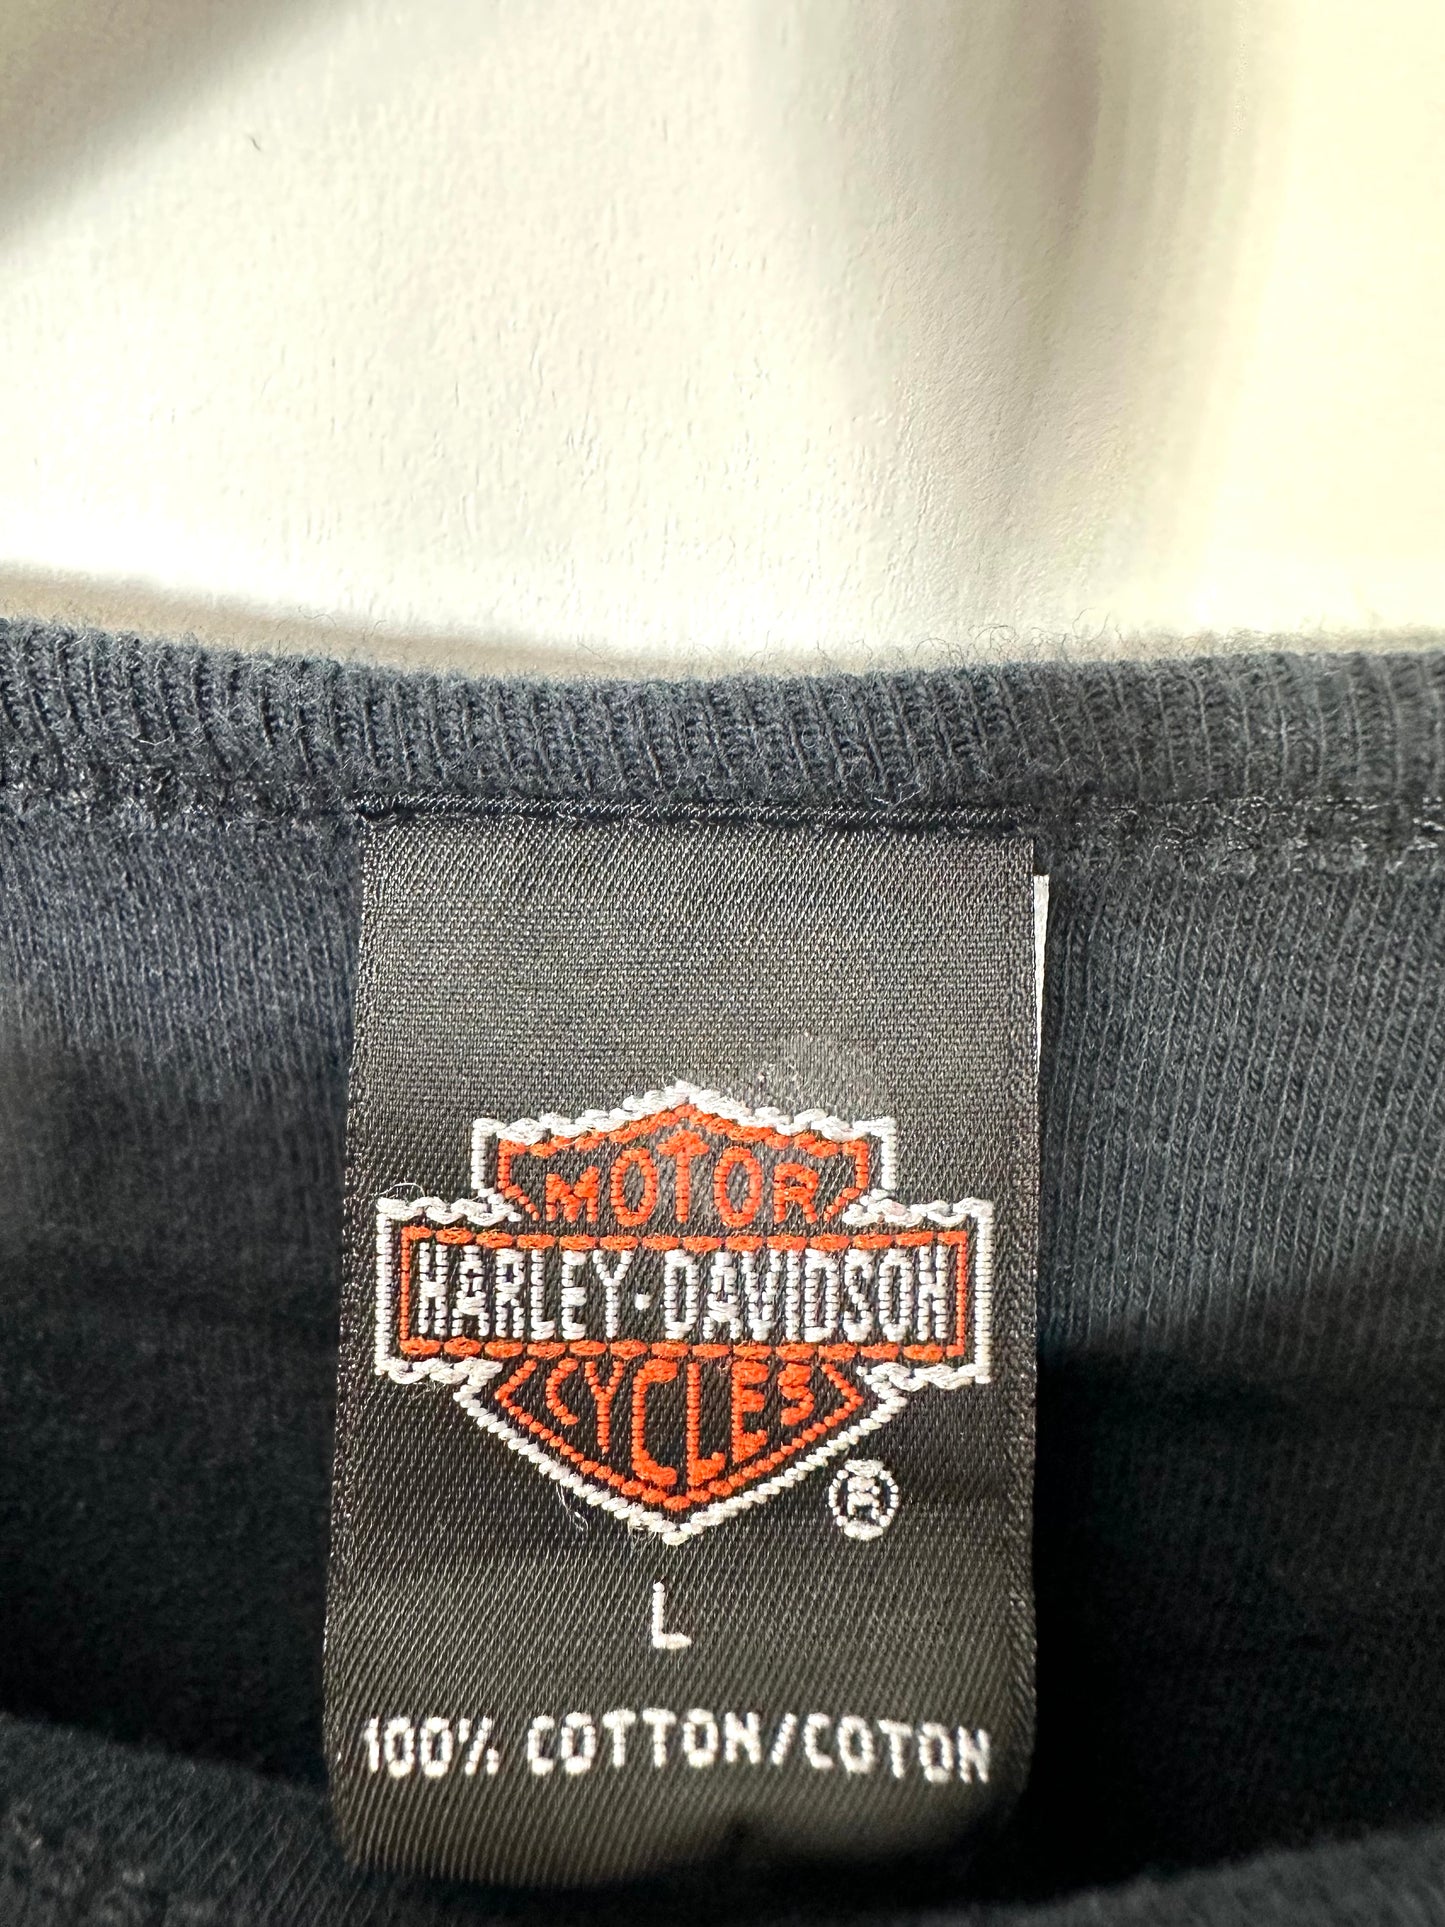 MOTOR
HARLEY-DAVIDSON
CYCLES
®
L
100% COTTON/COTON